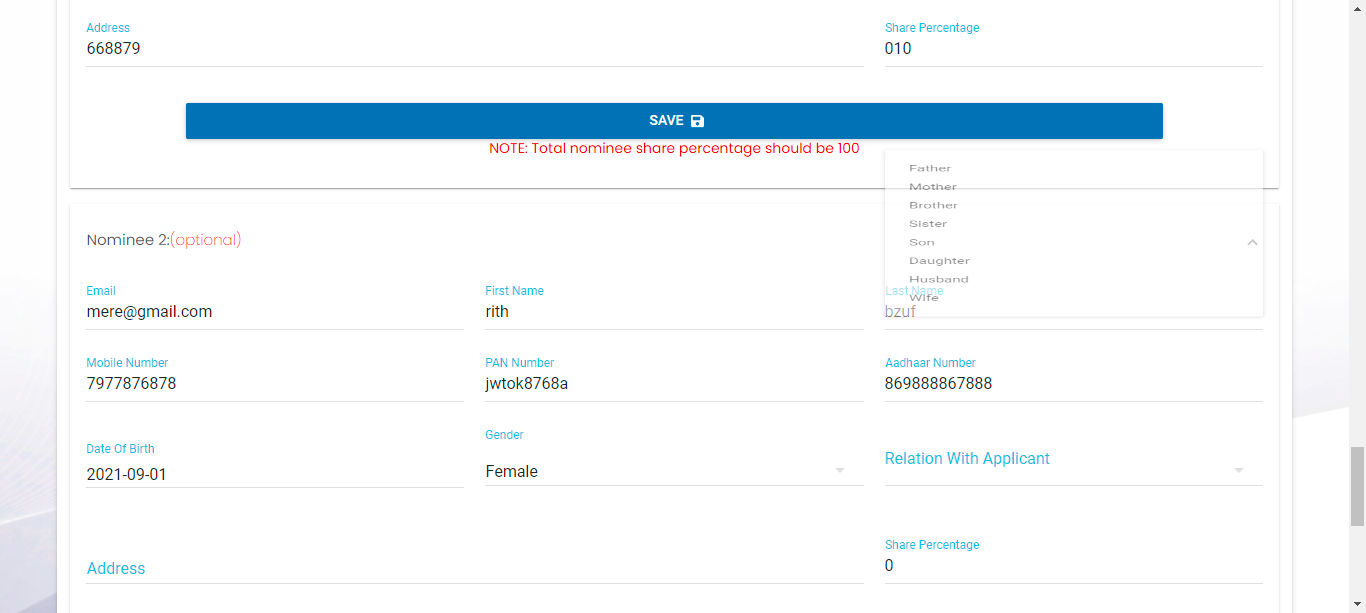 Address
Share Percentage
668879
010
SAVE
NOTE: Total nominee share percentage should be 100
Father
Mother
Brother
Sister
Son
Daughter
Husband
Wife
Nominee 2:(optional)
Email
First Name
Last Name
mere@gmail.com
rith
bzuf
Mobile Number
PAN Number
Aadhaar Number
7977876878
jwtok8768a
869888867888
Date Of Birth
Gender
Relation With Applicant
2021-09-01
Female
Address
Share Percentage
0